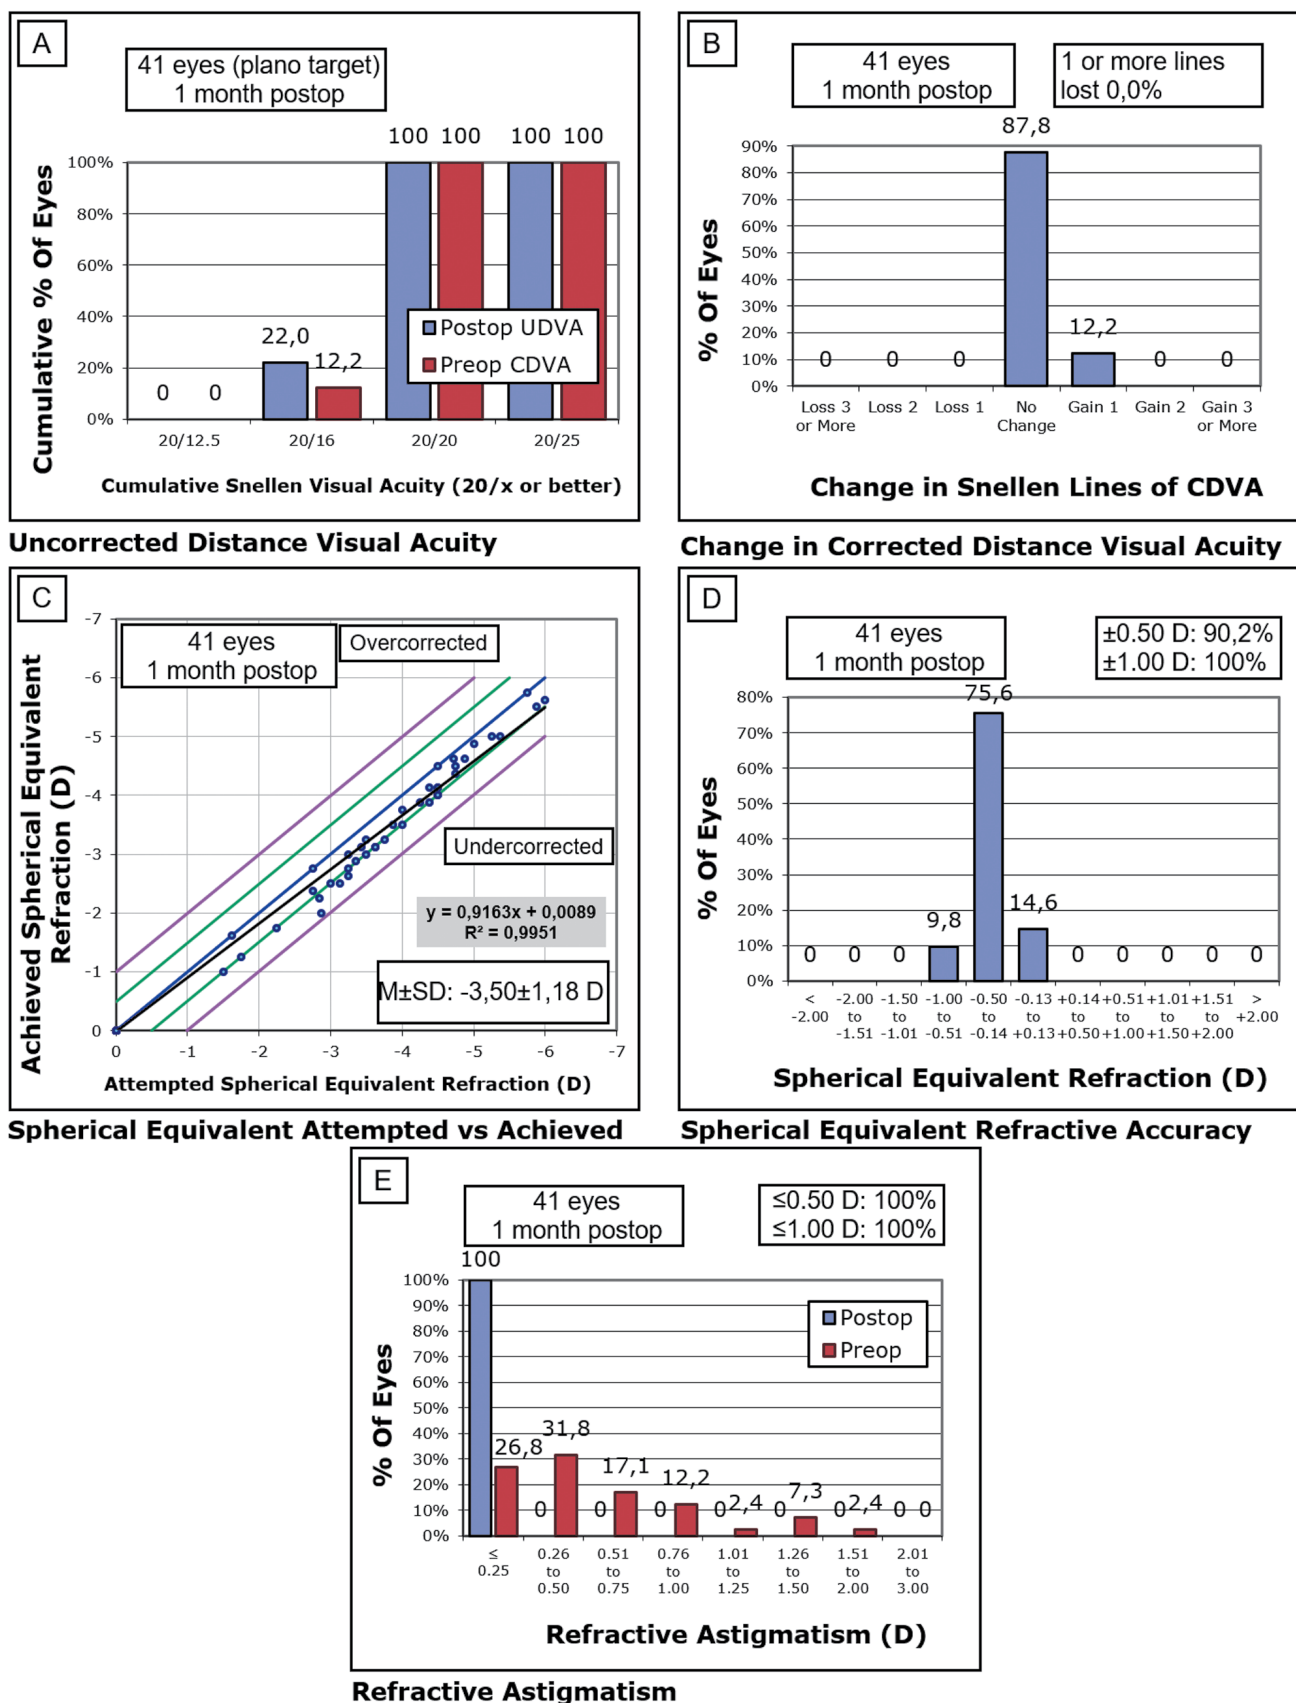 A
41 eyes (plano target)
1 month postop
100 100 100 100
22,0
12,2
0 0
100%
80%
60%
40%
20%
0%
Cumulative % Of Eyes
Postop UDVA
Preop CDVA
20/12.5 20/16 20/20 20/25
Cumulative Snellen Visual Acuity (20/x or better)
Uncorrected Distance Visual Acuity
B
41 eyes
1 month postop
1 or more lines
lost 0,0%
87,8
12,2
0 0 0 0 0
90%
80%
70%
60%
50%
40%
30%
20%
10%
0%
% Of Eyes
Loss 3 or More
Loss 2
Loss 1
No Change
Gain 1
Gain 2
Gain 3 or More
Change in Snellen Lines of CDVA
Change in Corrected Distance Visual Acuity
C
41 eyes
1 month postop
Overcorrected
Undercorrected
y = 0,9163x + 0,0089
R² = 0,9951
M±SD: -3,50±1,18 D
-7
-6
-5
-4
-3
-2
-1
0
Achieved Spherical Equivalent
Refraction (D)
0 -1 -2 -3 -4 -5 -6 -7
Attempted Spherical Equivalent Refraction (D)
Spherical Equivalent Attempted vs Achieved
D
41 eyes
1 month postop
±0.50 D: 90,2%
±1.00 D: 100%
75,6
14,6
9,8
0 0 0 0 0 0 0 0
80%
70%
60%
50%
40%
30%
20%
10%
0%
% Of Eyes
< -2.00
-2.00 to -1.51
-1.50 to -1.01
-1.00 to -0.51
-0.50 to -0.14
-0.13 to +0.13
+0.14 to +0.50
+0.51 to +1.00
+1.01 to +1.50
+1.51 to +2.00
> +2.00
Spherical Equivalent Refraction (D)
Spherical Equivalent Refractive Accuracy
E
41 eyes
1 month postop
≤0.50 D: 100%
≤1.00 D: 100%
100
26,8 0 31,8 0 17,1 0 12,2 0 2,4 0 7,3 0 2,4 0 0
100%
90%
80%
70%
60%
50%
40%
30%
20%
10%
0%
% Of Eyes
Postop
Preop
≤ 0.25
0.26 to 0.50
0.51 to 0.75
0.76 to 1.00
1.01 to 1.25
1.26 to 1.50
1.51 to 2.00
2.01 to 3.00
Refractive Astigmatism (D)
Refractive Astigmatism